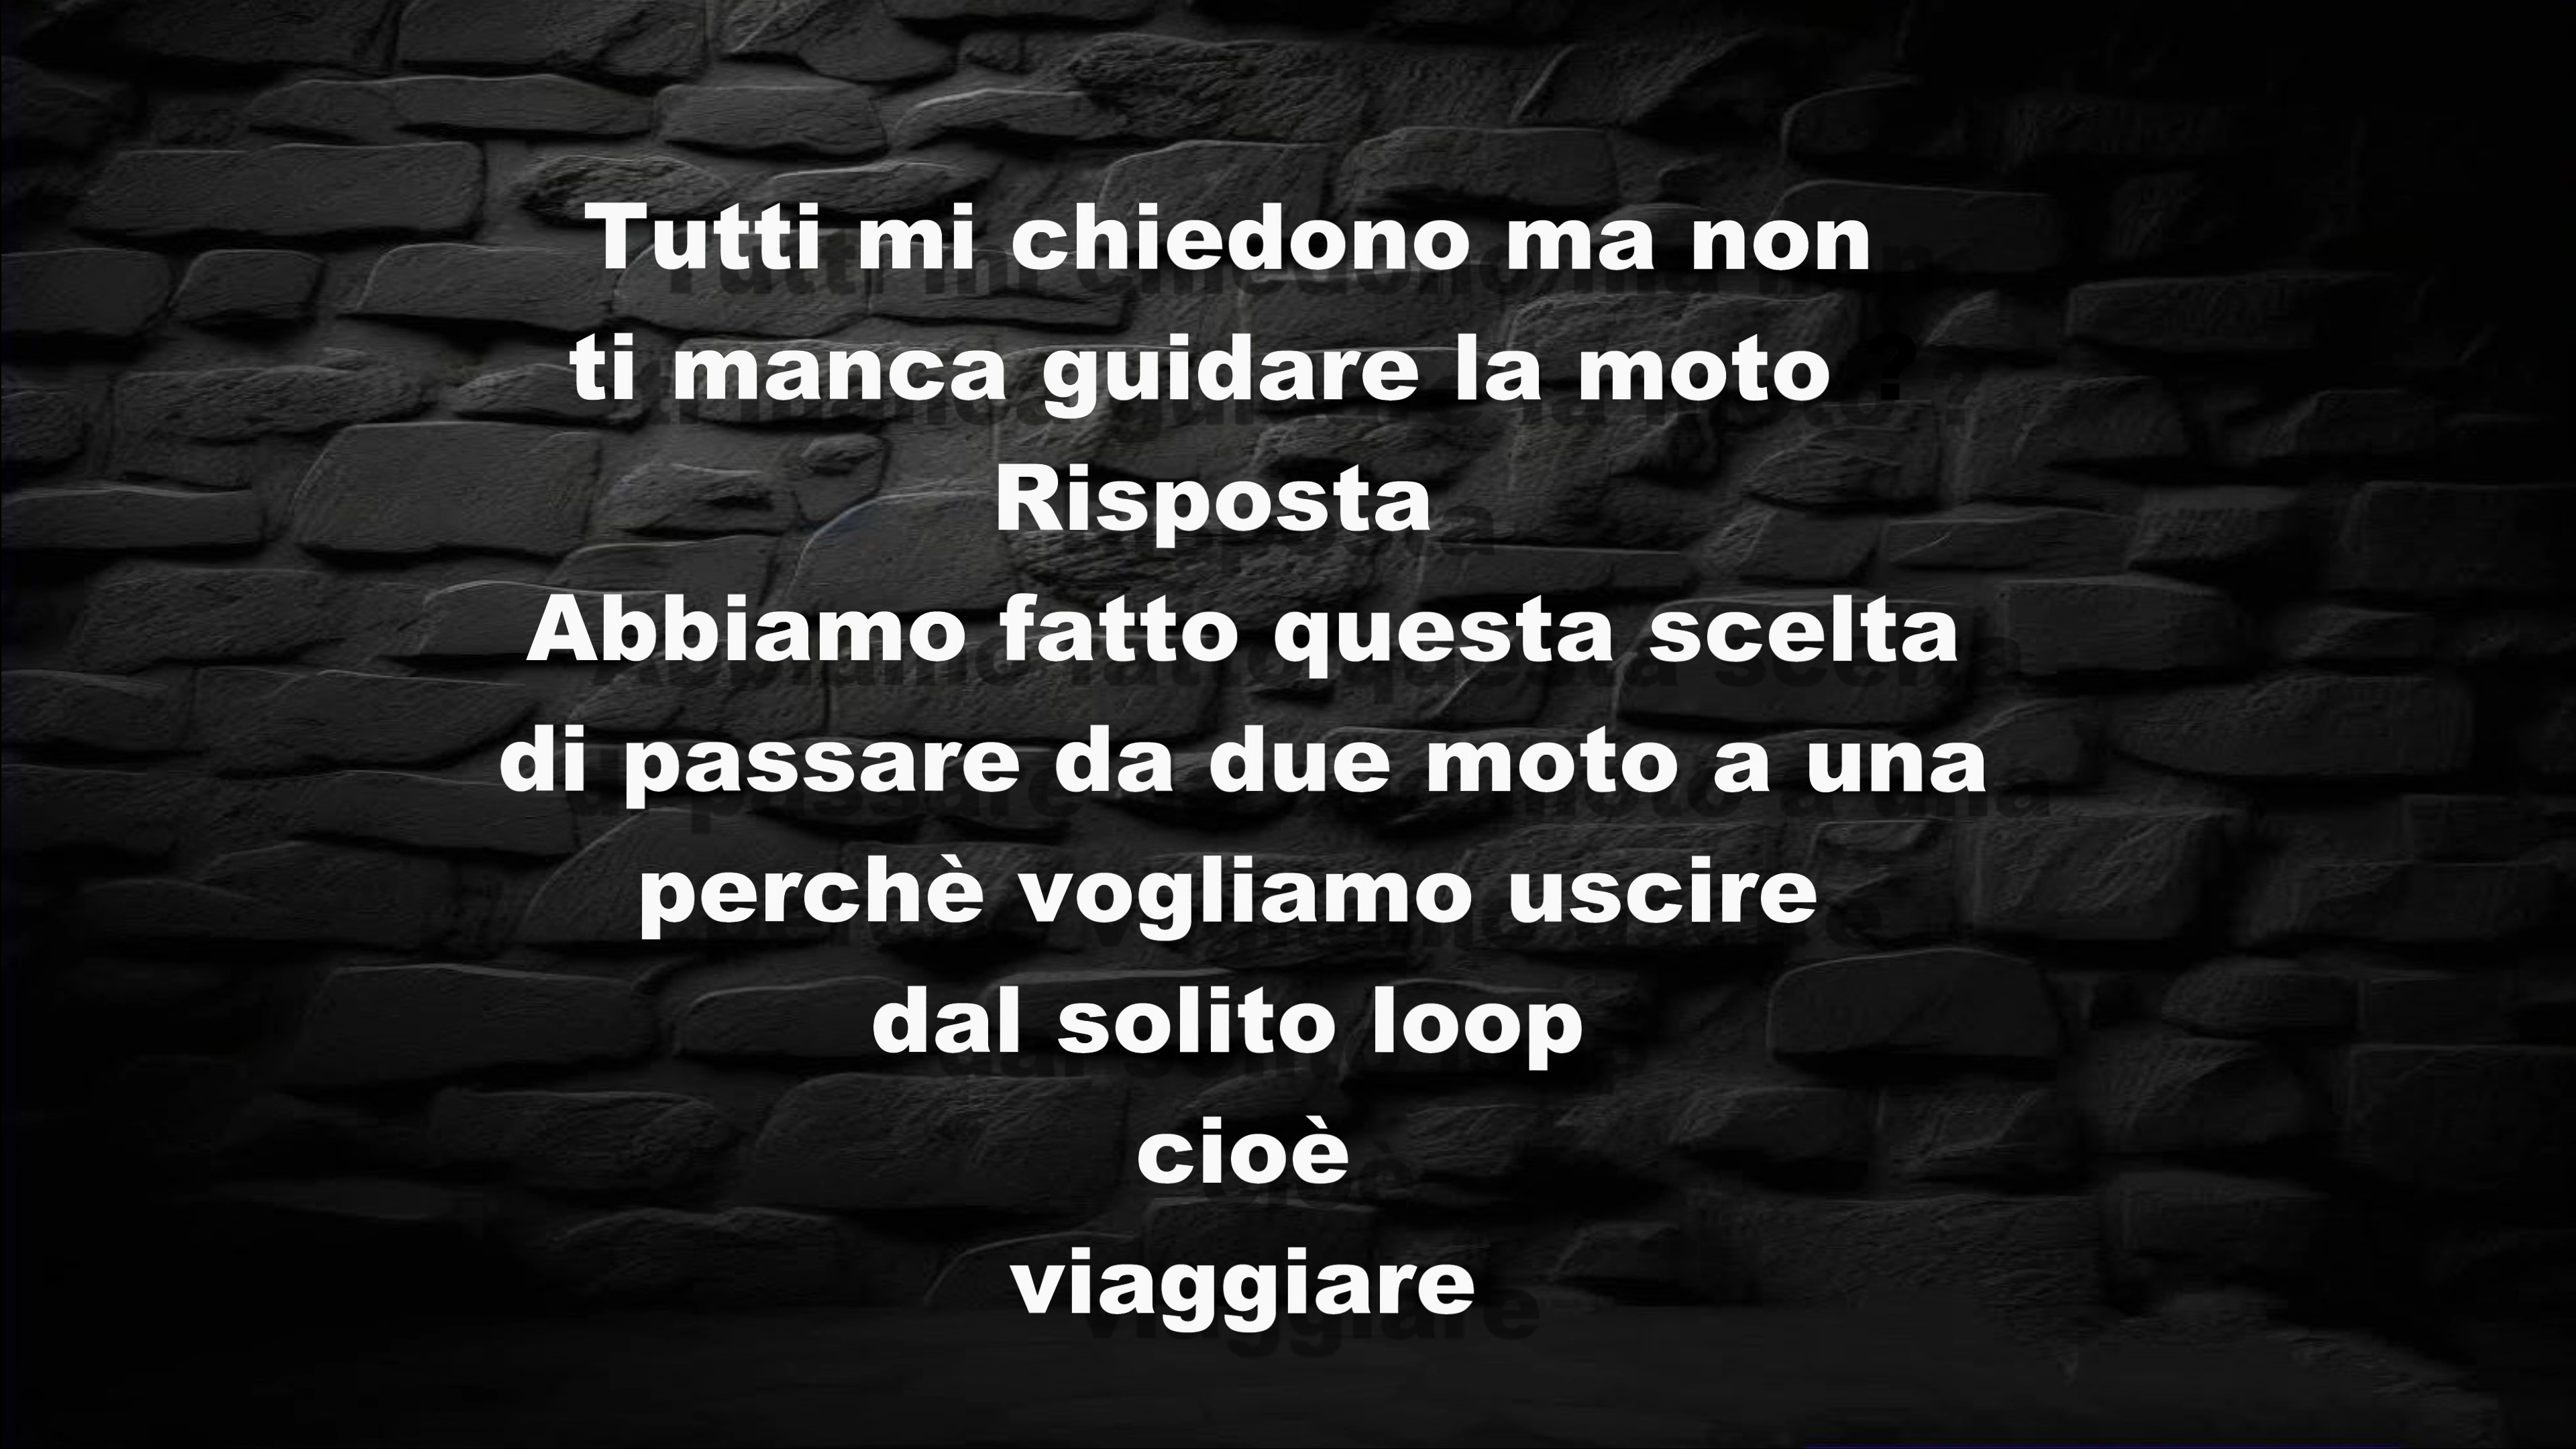 Tutti mi chiedono ma non
ti manca guidare la moto ?
Risposta
Abbiamo fatto questa scelta
di passare da due moto a una
perchè vogliamo uscire
dal solito loop
cioè
viaggiare